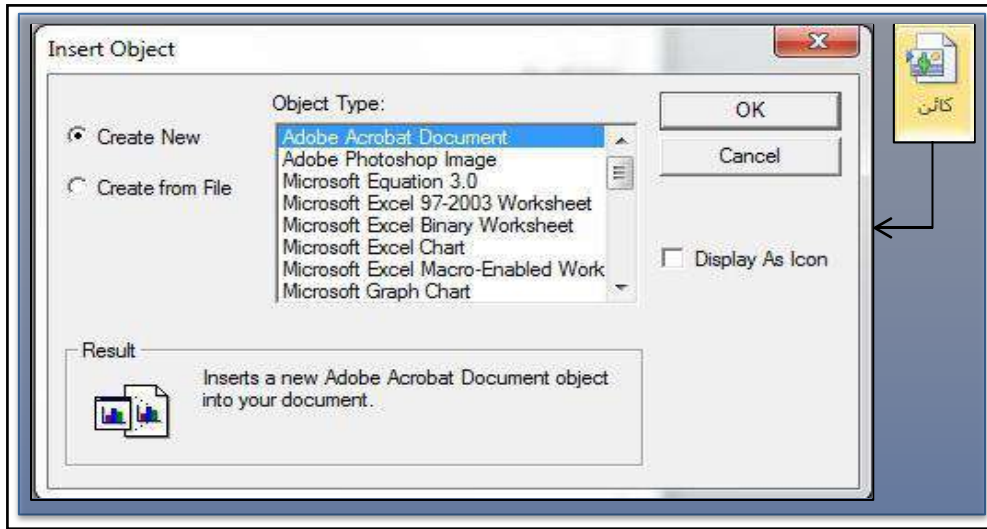 Insert Object
كائن
Object Type:
Create New
Create from File
Adobe Acrobat Document
Adobe Photoshop Image
Microsoft Equation 3.0
Microsoft Excel 97-2003 Worksheet
Microsoft Excel Binary Worksheet
Microsoft Excel Chart
Microsoft Excel Macro-Enabled Work
Microsoft Graph Chart
OK
Cancel
Display As Icon
Result
Inserts a new Adobe Acrobat Document object
into your document.